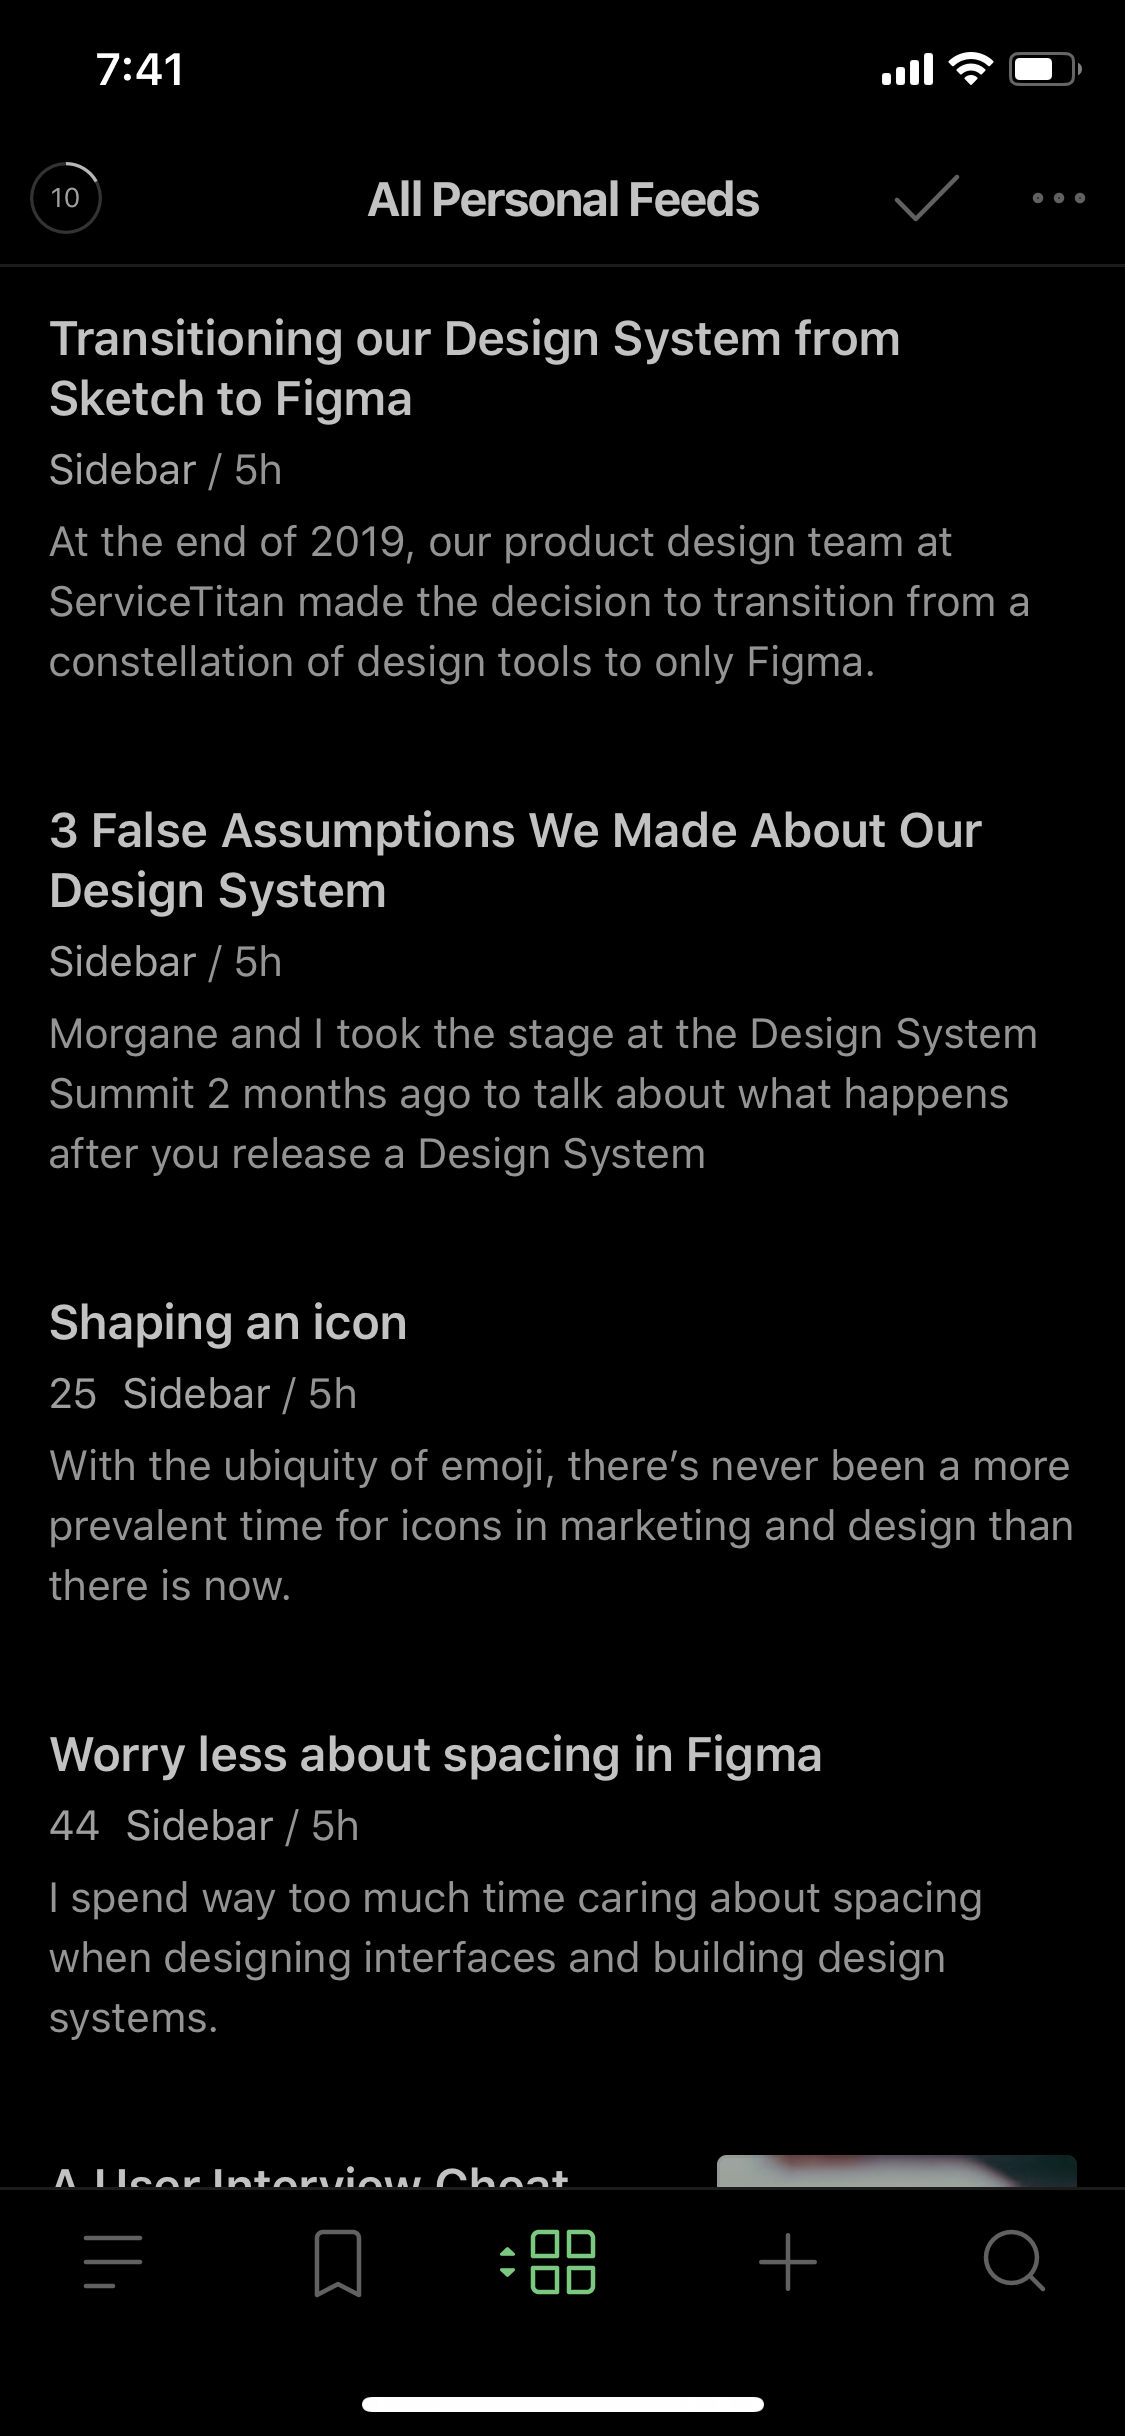 7:41
10
All Personal Feeds
Transitioning our Design System from
Sketch to Figma
Sidebar / 5h
At the end of 2019, our product design team at
ServiceTitan made the decision to transition from a
constellation of design tools to only Figma.
3 False Assumptions We Made About Our
Design System
Sidebar / 5h
Morgane and I took the stage at the Design System
Summit 2 months ago to talk about what happens
after you release a Design System
Shaping an icon
25 Sidebar / 5h
With the ubiquity of emoji, there’s never been a more
prevalent time for icons in marketing and design than
there is now.
Worry less about spacing in Figma
44 Sidebar / 5h
I spend way too much time caring about spacing
when designing interfaces and building design
systems.
A User Interview Cheat